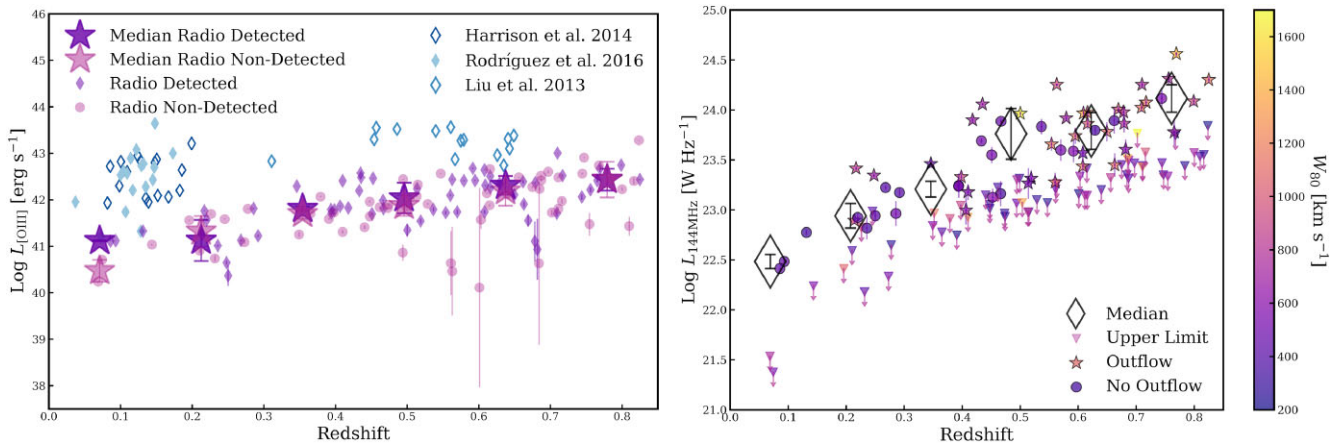 46
45
44
43
42
41
40
39
38
Log L[OIII] [erg s⁻¹]
Median Radio Detected
Median Radio Non-Detected
Radio Detected
Radio Non-Detected
Harrison et al. 2014
Rodríguez et al. 2016
Liu et al. 2013
0.0 0.1 0.2 0.3 0.4 0.5 0.6 0.7 0.8
Redshift
25.0
24.5
24.0
23.5
23.0
22.5
22.0
21.5
21.0
Log L144MHz [W Hz⁻¹]
Median
Upper Limit
Outflow
No Outflow
0.0 0.1 0.2 0.3 0.4 0.5 0.6 0.7 0.8
Redshift
1600
1400
1200
1000
800
600
400
200
W80 [km s⁻¹]